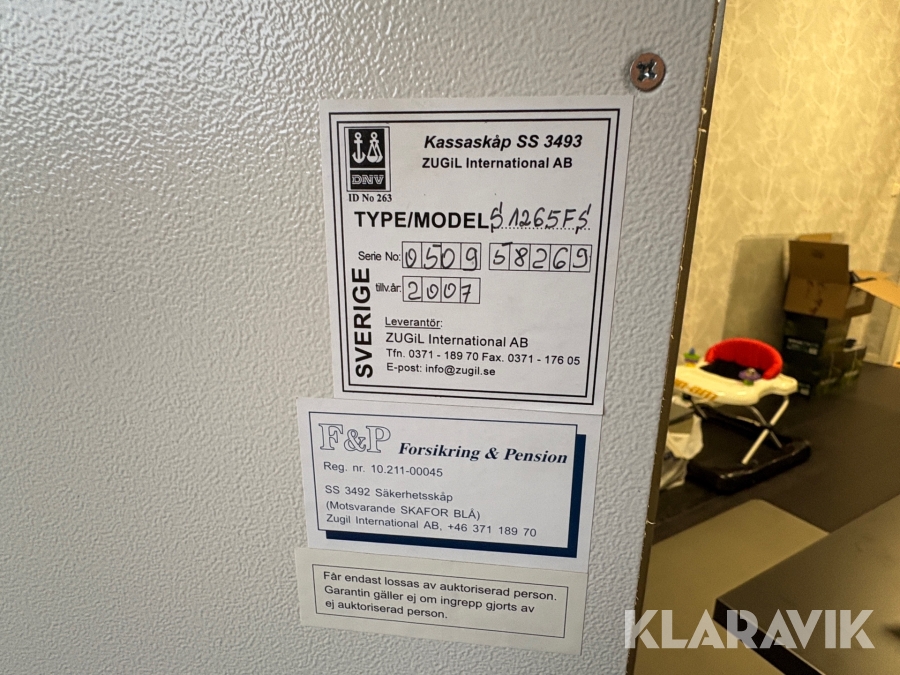 Kassaskåp SS 3493
ZUGiL International AB
DNV
ID No 263
TYPE/MODEL S1265FS
Serie No: 0509 58269
tillv.år: 2007
SVERIGE
Leverantör:
ZUGiL International AB
Tfn. 0371 - 189 70 Fax. 0371 - 176 05
E-post: info@zugil.se
F&P Forsikring & Pension
Reg. nr. 10.211-00045
SS 3492 Säkerhetsskåp
(Motsvarande SKAFOR BLÅ)
Zugil International AB, +46 371 189 70
Får endast lossas av auktoriserad person.
Garantin gäller ej om ingrepp gjorts av
ej auktoriserad person.
KLARAVIK